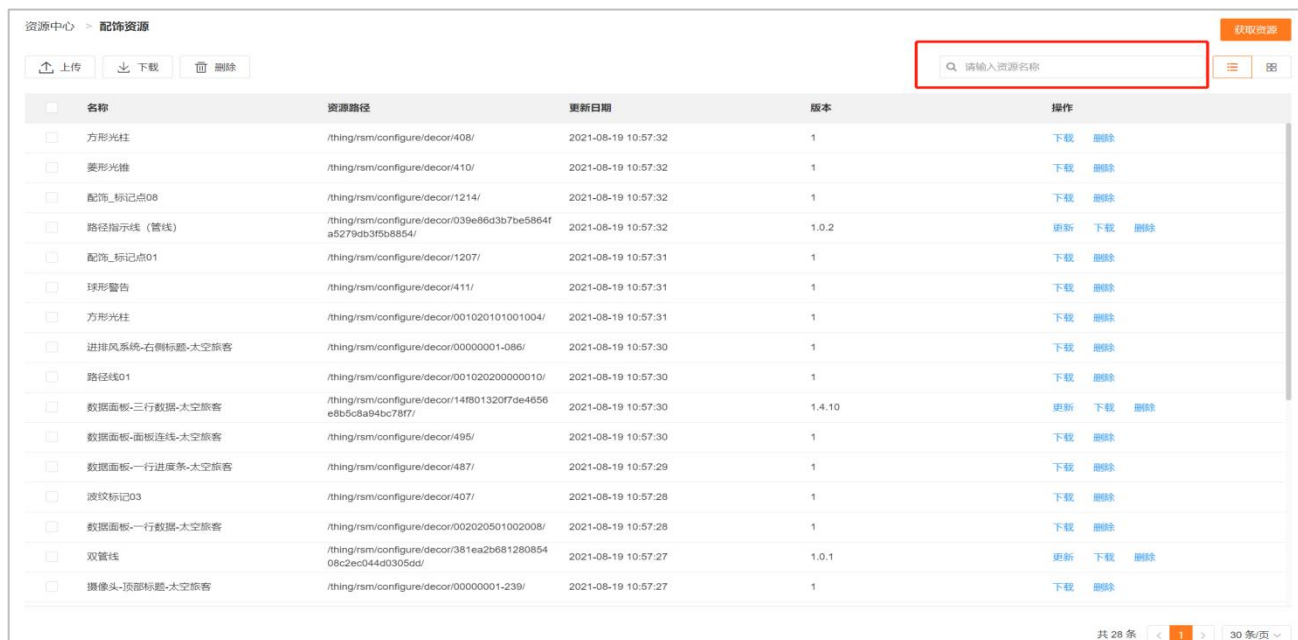 资源中心 > 配饰资源
获取资源
上传 下载 删除 请输入资源名称
名称 资源路径 更新日期 版本 操作
方形光柱 /thing/rsm/configure/decor/408/ 2021-08-19 10:57:32 1 下载 删除
菱形光锥 /thing/rsm/configure/decor/410/ 2021-08-19 10:57:32 1 下载 删除
配饰_标记点08 /thing/rsm/configure/decor/1214/ 2021-08-19 10:57:32 1 下载 删除
路径指示线（管线） /thing/rsm/configure/decor/039e86d3b7be5864f 2021-08-19 10:57:32 1.0.2 更新 下载 删除
a5279db3f5b8854/
配饰_标记点01 /thing/rsm/configure/decor/1207/ 2021-08-19 10:57:31 1 下载 删除
球形警告 /thing/rsm/configure/decor/411/ 2021-08-19 10:57:31 1 下载 删除
方形光柱 /thing/rsm/configure/decor/001020101001004/ 2021-08-19 10:57:31 1 下载 删除
进排风系统-右侧标题-太空旅客 /thing/rsm/configure/decor/00000001-086/ 2021-08-19 10:57:30 1 下载 删除
路径线01 /thing/rsm/configure/decor/001020200000010/ 2021-08-19 10:57:30 1 下载 删除
数据面板-三行数据-太空旅客 /thing/rsm/configure/decor/14f801320f7de4656 2021-08-19 10:57:30 1.4.10 更新 下载 删除
e8b5c8a94bc78f7/
数据面板-面板连线-太空旅客 /thing/rsm/configure/decor/495/ 2021-08-19 10:57:30 1 下载 删除
数据面板-一行进度条-太空旅客 /thing/rsm/configure/decor/487/ 2021-08-19 10:57:29 1 下载 删除
波纹标记03 /thing/rsm/configure/decor/407/ 2021-08-19 10:57:28 1 下载 删除
数据面板-一行数据-太空旅客 /thing/rsm/configure/decor/002020501002008/ 2021-08-19 10:57:28 1 下载 删除
双管线 /thing/rsm/configure/decor/381ea2b681280854 2021-08-19 10:57:27 1.0.1 更新 下载 删除
08c2ec044d0305dd/
摄像头-顶部标题-太空旅客 /thing/rsm/configure/decor/00000001-239/ 2021-08-19 10:57:27 1 下载 删除
共 28 条 < 1 > 30 条/页